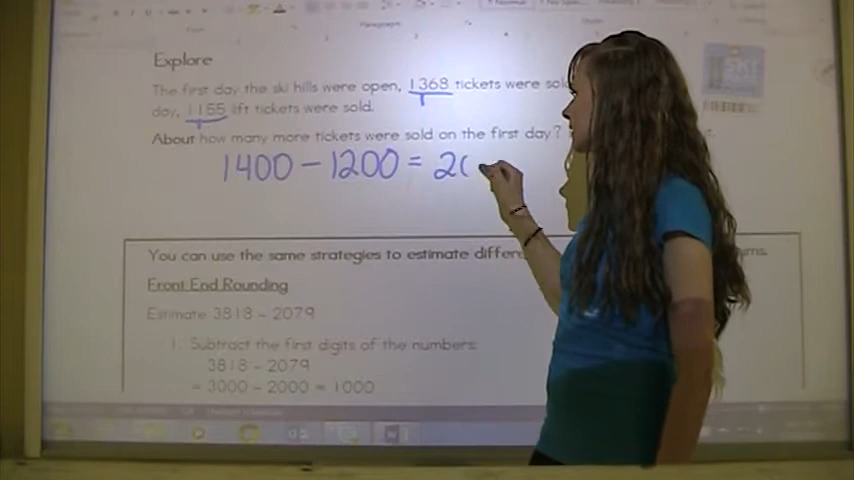 Explore
The first day the ski hills were open, 1368 tickets were sold
day, 1155 lift tickets were sold.
About how many more tickets were sold on the first day?
1400 - 1200 = 20
You can use the same strategies to estimate
Front End Rounding
Estimate 3818 - 2079
1. Subtract the first digits of the numbers:
3818 - 2079
= 3000 - 2000 = 1000